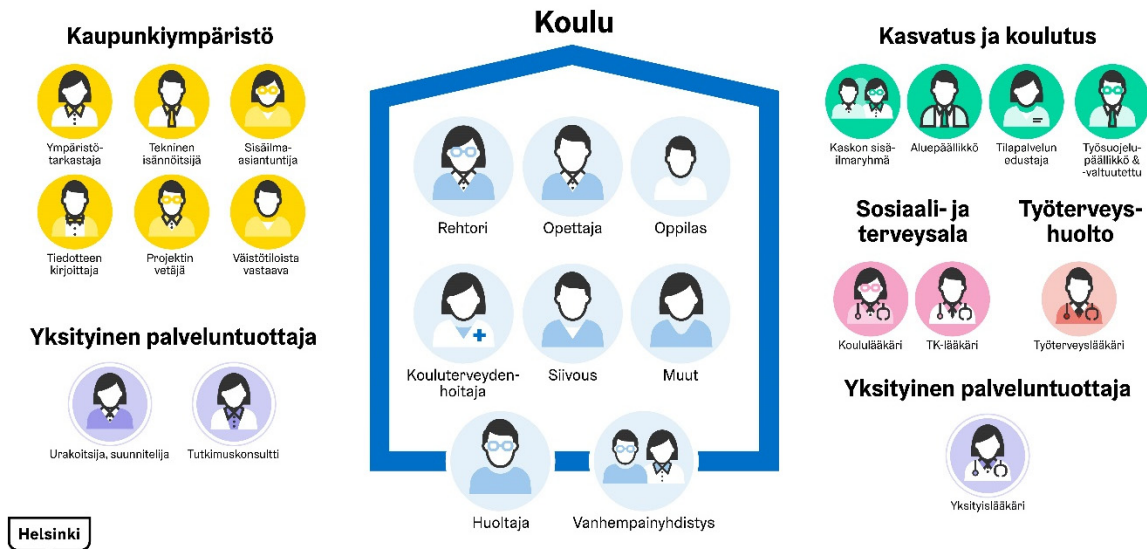 Kaupunkiympäristö
Ympäristö-
tarkastaja
Tekninen
isännöitsijä
Sisäilma-
asiantuntija
Tiedotteen
kirjoittaja
Projektin
vetäjä
Väistötiloista
vastaava
Yksityinen palveluntuottaja
Urakoitsija, suunnitelija
Tutkimuskonsultti
Helsinki
Koulu
Rehtori
Opettaja
Oppilas
Kouluterveyden-
hoitaja
Siivous
Muut
Huoltaja
Vanhempainyhdistys
Kasvatus ja koulutus
Kaskon sisä-
ilmaryhmä
Aluepäällikkö
Tilapalvelun
edustaja
Työsuojelu-
päällikkö &
-valtuutettu
Sosiaali- ja
terveysala
Koululääkäri
TK-lääkäri
Työterveys-
huolto
Työterveyslääkäri
Yksityinen palveluntuottaja
Yksityislääkäri